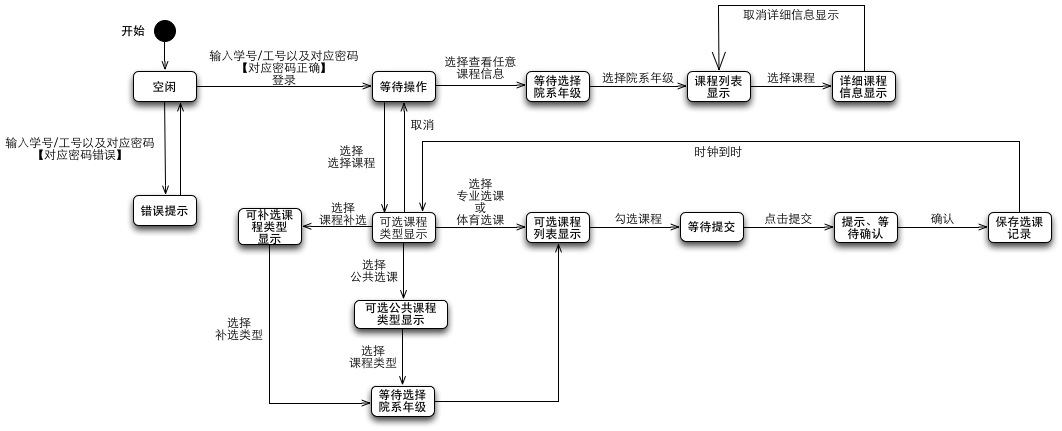 取消详细信息显示
开始
输入学号/工号以及对应密码
【对应密码正确】
登录
选择查看任意
课程信息
空闲
等待操作
等待选择
院系年级
选择院系年级
课程列表
显示
选择课程
详细课程
信息显示
取消
输入学号/工号以及对应密码
【对应密码错误】
选择
选择课程
时钟到时
错误提示
可补选课
程类型
显示
选择
课程补选
可选课程
类型显示
选择
专业选课
或
体育选课
可选课程
列表显示
勾选课程
等待提交
点击提交
提示、等
待确认
确认
保存选课
记录
选择
公共选课
可选公共课程
类型显示
选择
补选类型
选择
课程类型
等待选择
院系年级